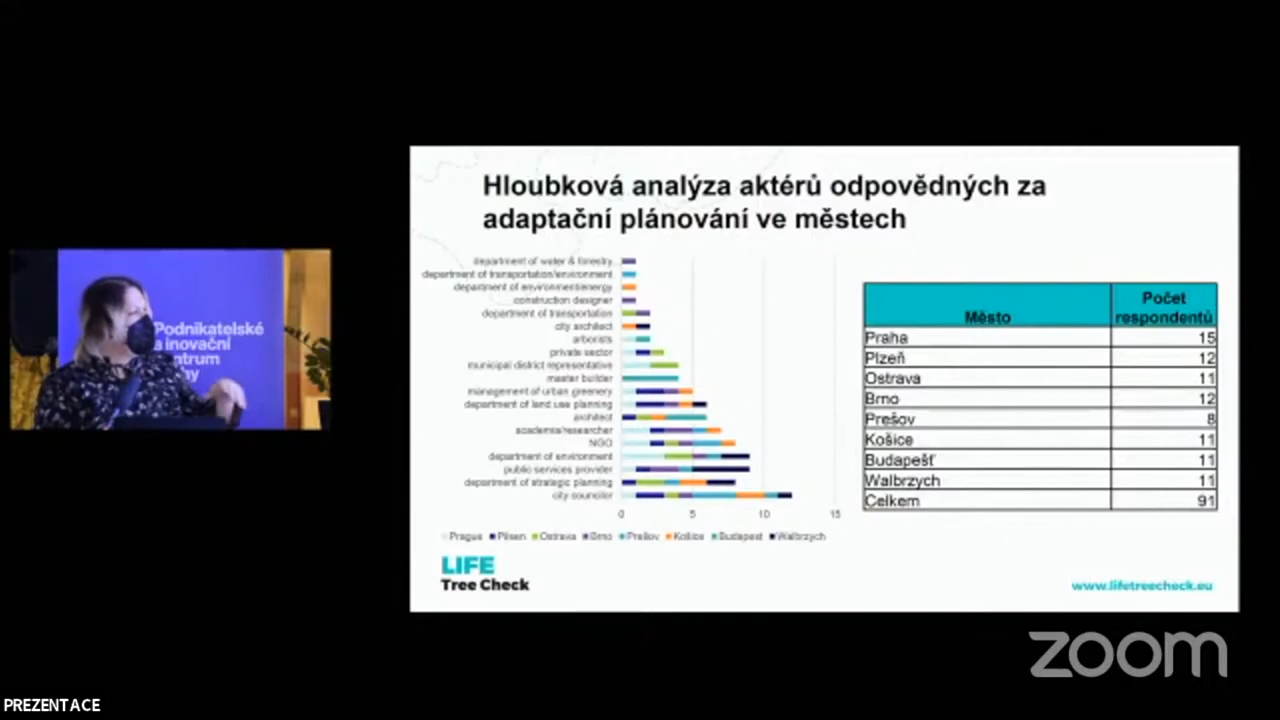 Podnikatelské
a inovační
ntrum
hy
Hloubková analýza aktérů odpovědných za
adaptační plánování ve městech
department of water & forestry
department of transportation/environment
department of environment/energy
construction designer
department of transportation
city architect
arborists
private sector
municipal district representative
master builder
management of urban greenery
department of land use planning
architect
academia/researcher
NGO
department of environment
public services provider
department of strategic planning
city councilor
0 5 10 15
Prague Pilsen Ostrava Brno Prešov Košice Budapest Walbrzych
Město Počet respondentů
Praha 15
Plzeň 12
Ostrava 11
Brno 12
Prešov 8
Košice 11
Budapešť 11
Walbrzych 11
Celkem 91
LIFE
Tree Check
www.lifetreecheck.eu
zoom
PREZENTACE